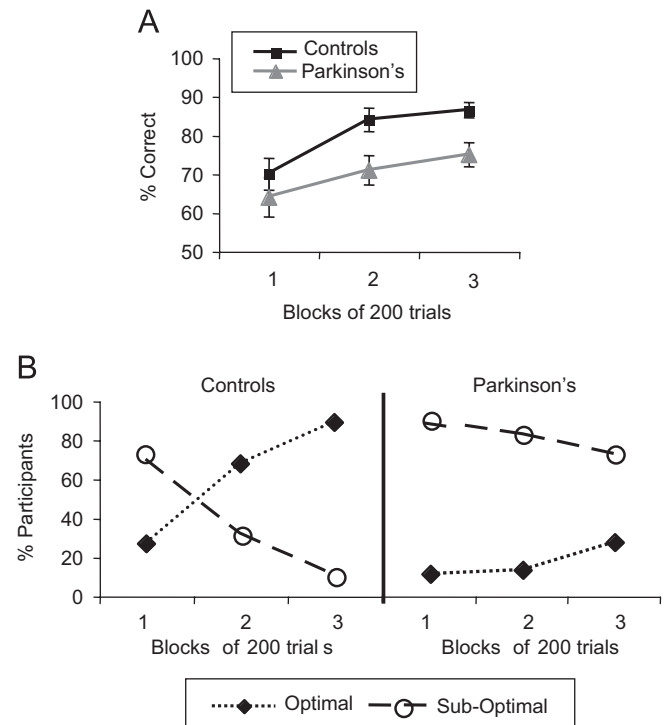 A
Controls
Parkinson's
100
90
80
70
60
50
% Correct
1 2 3
Blocks of 200 trials
B
Controls Parkinson's
100
80
60
40
20
0
% Participants
1 2 3 1 2 3
Blocks of 200 trial s Blocks of 200 trials
Optimal Sub-Optimal